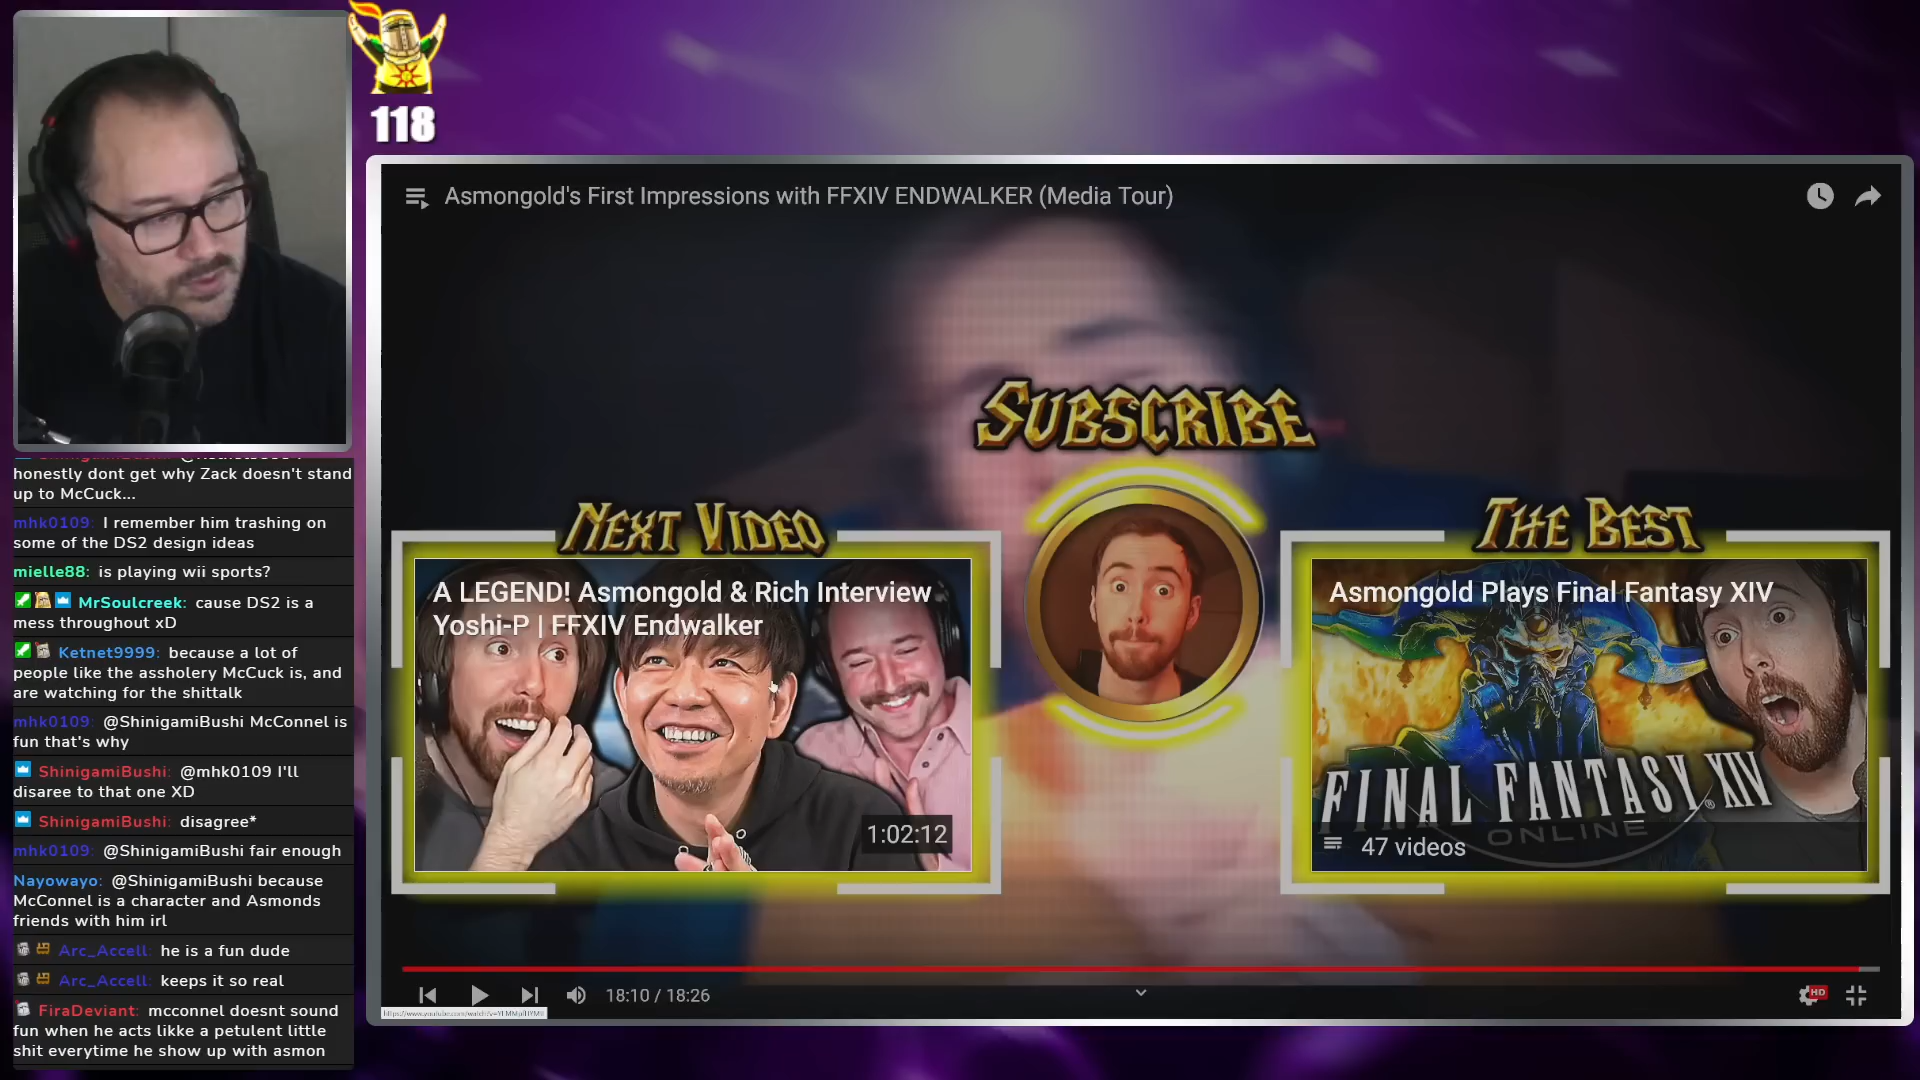 118
Asmongold's First Impressions with FFXIV ENDWALKER (Media Tour)
SUBSCRIBE
NEXT VIDEO
A LEGEND! Asmongold & Rich Interview
Yoshi-P | FFXIV Endwalker
1:02:12
THE BEST
Asmongold Plays Final Fantasy XIV
FINAL FANTASY XIV
ONLINE
47 videos
18:10 / 18:26
HD
honestly dont get why Zack doesn't stand
up to McCuck...
mhk0109: I remember him trashing on
some of the DS2 design ideas
mielle88: is playing wii sports?
MrSoulcreek: cause DS2 is a
mess throughout xD
Ketnet9999: because a lot of
people like the assholery McCuck is, and
are watching for the shittalk
mhk0109: @ShinigamiBushi McConnel is
fun that's why
ShinigamiBushi: @mhk0109 I'll
disaree to that one XD
ShinigamiBushi: disagree*
mhk0109: @ShinigamiBushi fair enough
Nayowayo: @ShinigamiBushi because
McConnel is a character and Asmonds
friends with him irl
Arc_Accell: he is a fun dude
Arc_Accell: keeps it so real
FiraDeviant: mcconnel doesnt sound
fun when he acts likke a petulent little
shit everytime he show up with asmon